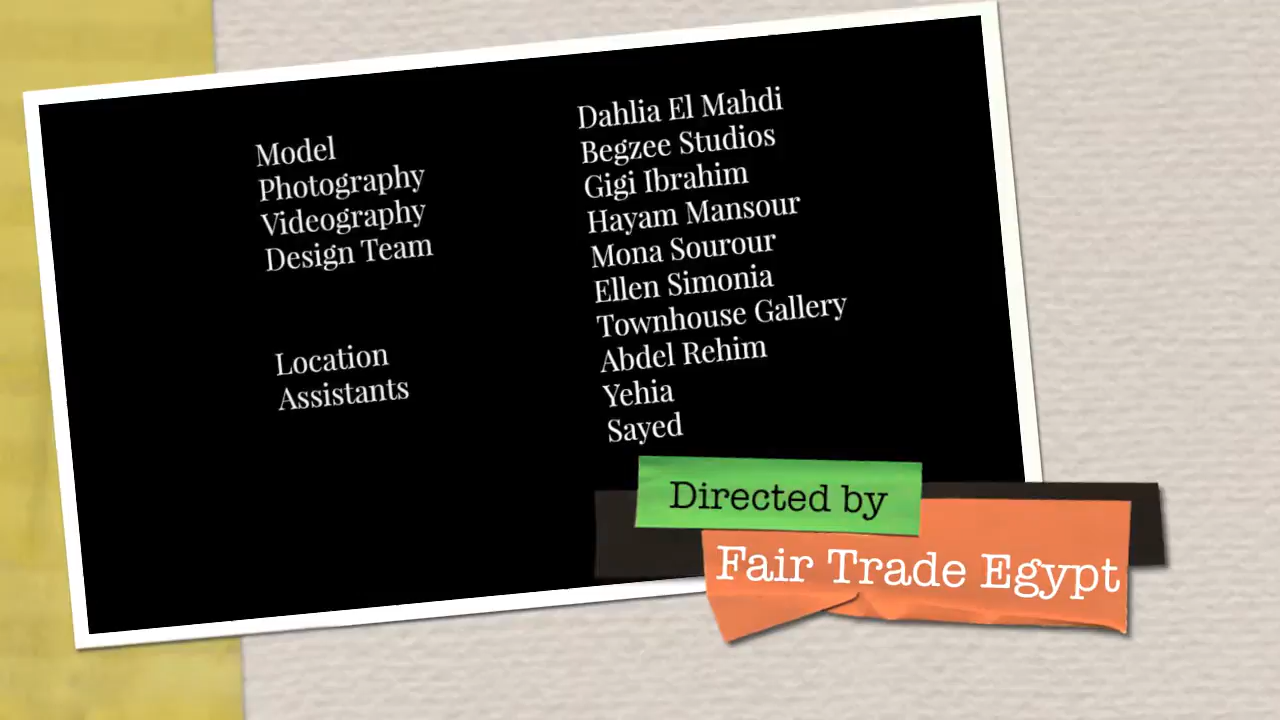 Model Dahlia El Mahdi
Photography Begzee Studios
Videography Gigi Ibrahim
Design Team Hayam Mansour
Mona Sourour
Ellen Simonia
Location Townhouse Gallery
Assistants Abdel Rehim
Yehia
Sayed
Directed by
Fair Trade Egypt